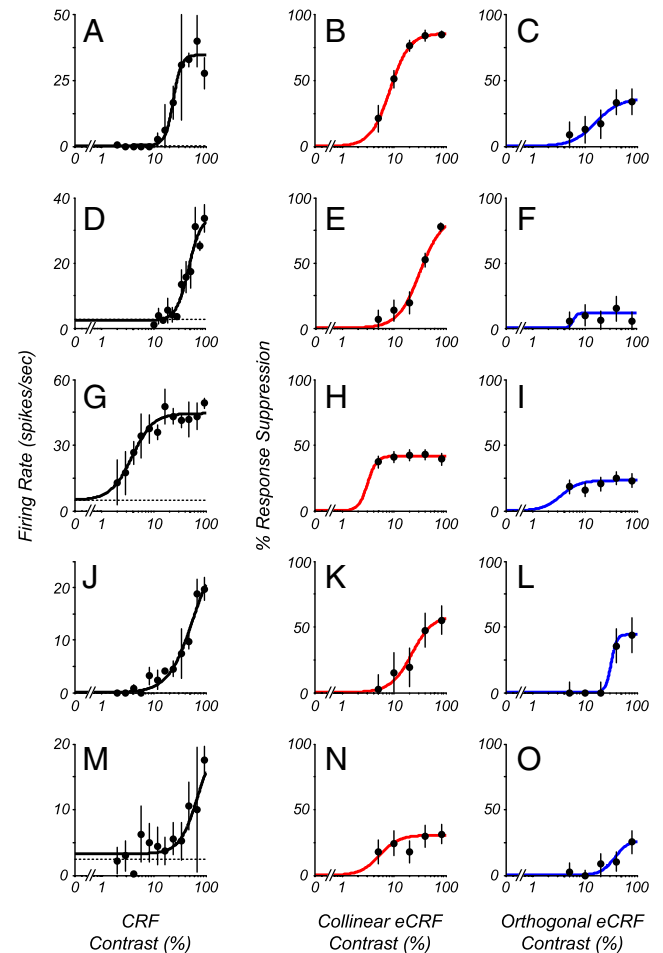 A B C
50 100 100
25 50 50
0 0 0
0 1 10 100 0 1 10 100 0 1 10 100
D E F
40 100 100
20 50 50
0 0 0
0 1 10 100 0 1 10 100 0 1 10 100
Firing Rate (spikes/sec)
% Response Suppression
G H I
60 100 100
30 50 50
0 0 0
0 1 10 100 0 1 10 100 0 1 10 100
J K L
20 100 100
10 50 50
0 0 0
0 1 10 100 0 1 10 100 0 1 10 100
M N O
20 100 100
10 50 50
0 0 0
0 1 10 100 0 1 10 100 0 1 10 100
CRF Collinear eCRF Orthogonal eCRF
Contrast (%) Contrast (%) Contrast (%)